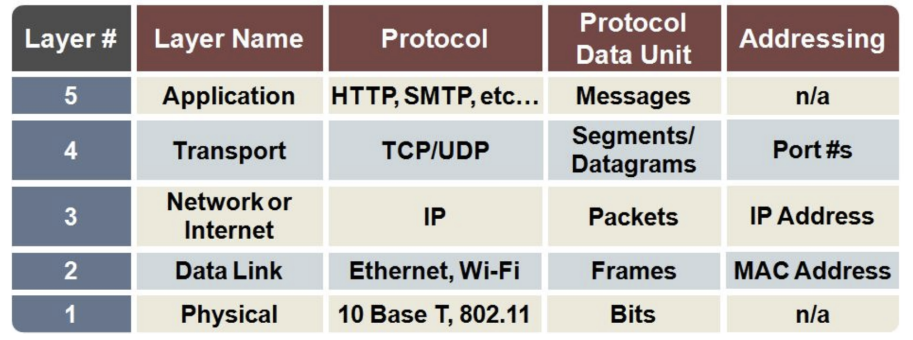 Layer # Layer Name Protocol Protocol Data Unit Addressing
5 Application HTTP, SMTP, etc… Messages n/a
4 Transport TCP/UDP Segments/ Datagrams Port #s
3 Network or Internet IP Packets IP Address
2 Data Link Ethernet, Wi-Fi Frames MAC Address
1 Physical 10 Base T, 802.11 Bits n/a